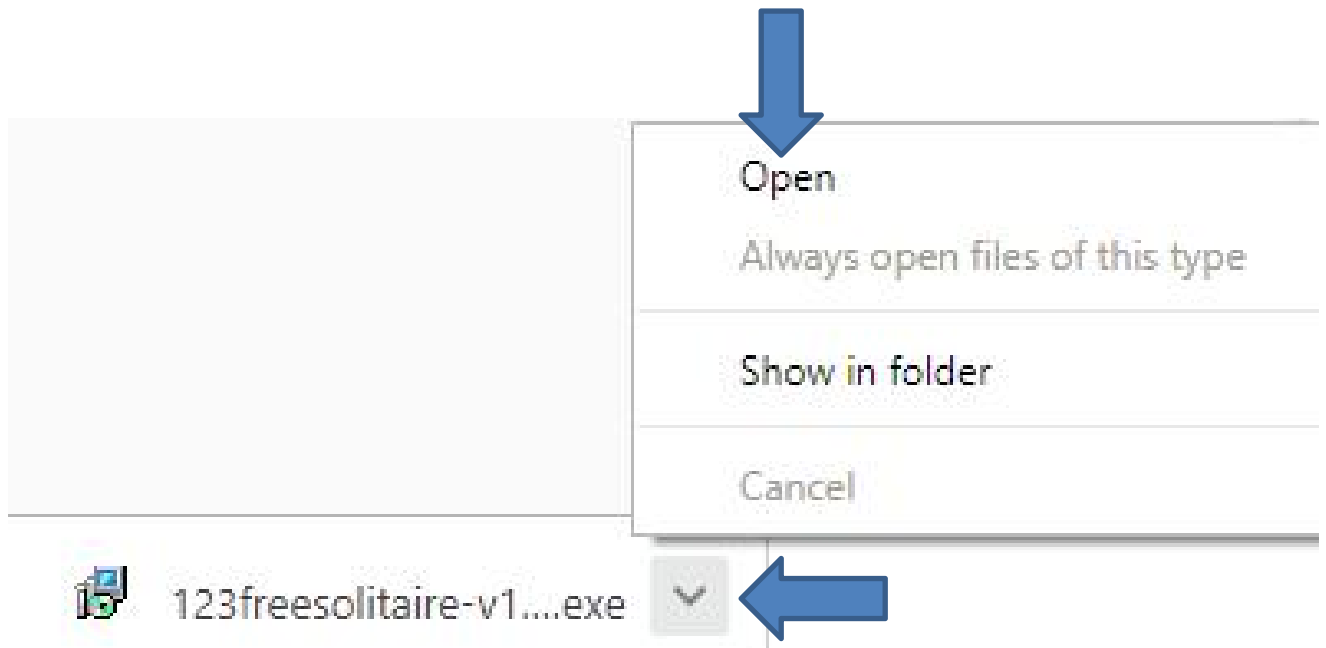 Open
Always open files of this type
Show in folder
Cancel
123freesolitaire-v1....exe